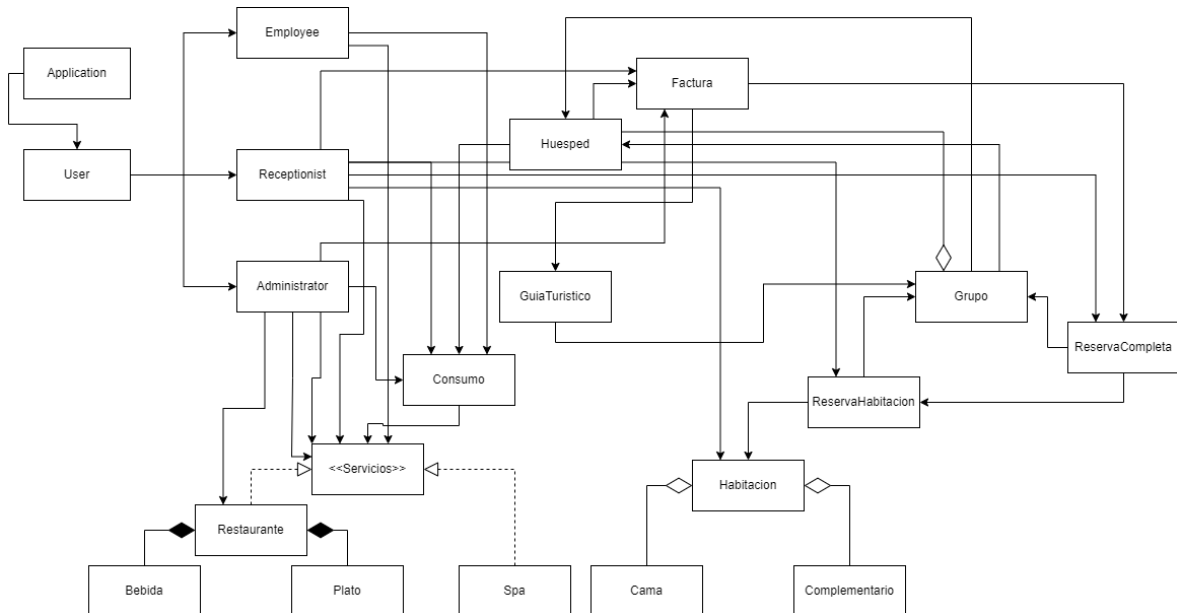 Employee
Application
Factura
Huesped
User
Receptionist
Administrator
GuiaTuristico
Grupo
ReservaCompleta
Consumo
ReservaHabitacion
<<Servicios>>
Habitacion
Restaurante
Bebida
Plato
Spa
Cama
Complementario